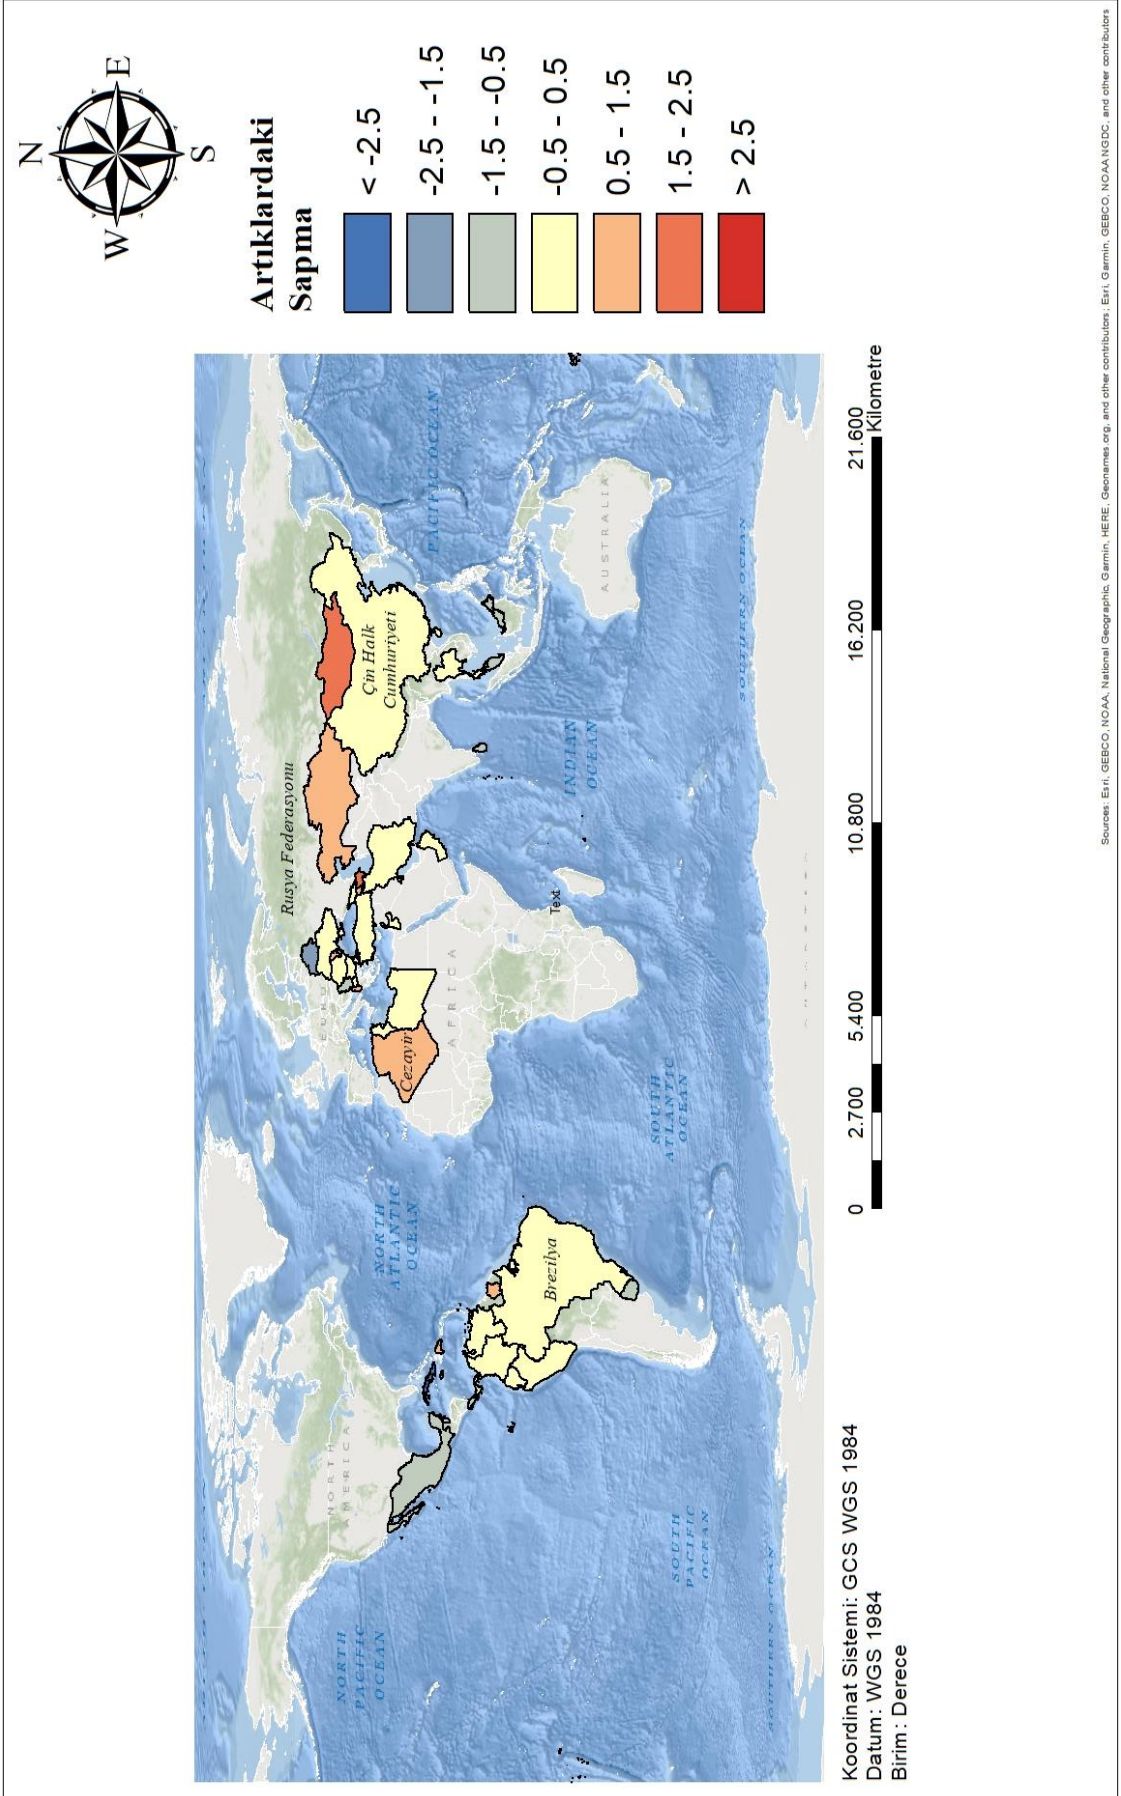 N
W
E
S
Artıklardaki
Sapma
< -2.5
-2.5 - -1.5
-1.5 - -0.5
-0.5 - 0.5
0.5 - 1.5
1.5 - 2.5
> 2.5
Rusya Federasyonu
Çin Halk
Cumhuriyeti
Cezayir
Brezilya
Text
NORTH
AMERICA
AFRICA
AUSTRALIA
PACIFIC OCEAN
INDIAN
OCEAN
NORTH
ATLANTIC
OCEAN
SOUTH
ATLANTIC
OCEAN
NORTH
PACIFIC
OCEAN
SOUTH
PACIFIC
OCEAN
SOUTHERN OCEAN
SOUTHERN OCEAN
0
2.700
5.400
10.800
16.200
21.600
Kilometre
Koordinat Sistemi: GCS WGS 1984
Datum: WGS 1984
Birim: Derece
Sources: Esri, GEBCO, NOAA, National Geographic, Garmin, HERE, Geonames.org, and other contributors; Esri, Garmin, GEBCO, NOAA NGDC, and other contributors